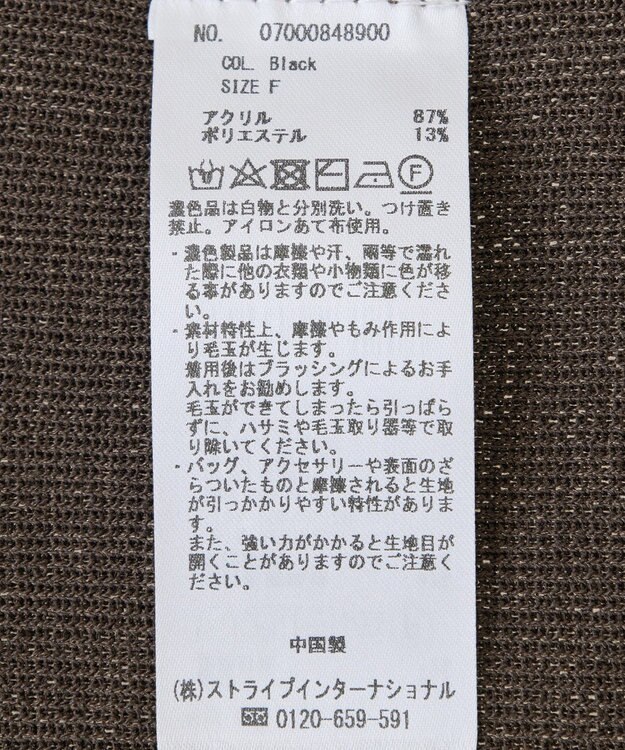 NO. 07000848900
COL. Black
SIZE F
アクリル 87%
ポリエステル 13%
F
濃色品は白物と分別洗い。つけ置き
禁止。アイロンあて布使用。
・濃色製品は摩擦や汗、雨等で濡れ
た際に他の衣類や小物類に色が移
る事がありますのでご注意くださ
い。
・素材特性上、摩擦やもみ作用によ
り毛玉が生じます。
着用後はブラッシングによるお手
入れをお勧めします。
毛玉ができてしまったら引っぱら
ずに、ハサミや毛玉取り器等で取
り除いてください。
・バッグ、アクセサリーや表面のざ
らついたものと摩擦されると生地
が引っかかりやすい特性がありま
す。
また、強い力がかかると生地目が
開くことがありますのでご注意く
ださい。
中国製
(株)ストライプインターナショナル
0120-659-591